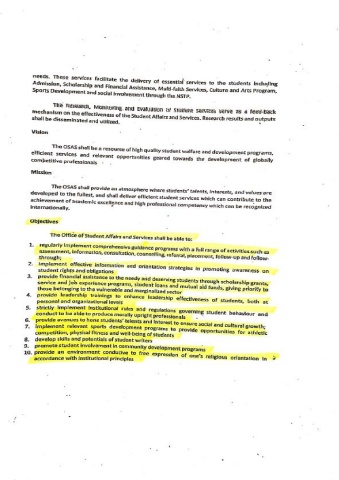 needs. These services facilitate the delivery of essential services to the students including
Admission, Scholarship and Financial Assistance, Multi-faith Services, Culture and Arts Program,
Sports Development and social involvement through the NSTP.
The Research, Monitoring and Evaluation of Student Services serve as a feed-back
mechanism on the effectiveness of the Student Affairs and Services. Research results and outputs
shall be disseminated and utilized.
Vision
The OSAS shall be a resource of high quality student welfare and development programs,
efficient services and relevant opportunities geared towards the development of globally
competitive professionals
Mission
The OSAS shall provide an atmosphere where students' talents, interests, and values are
developed to the fullest, and shall deliver efficient student services which can contribute to the
achievement of academic excellence and high professional competency which can be recognized
internationally.
Objectives
The Office of Student Affairs and Services shall be able to:
1. regularly implement comprehensive guidance programs with a full range of activities such as
assessment, information, consultation, counselling, referral, placement, follow-up and follow-
through;
2. implement effective information and orientation strategies in promoting awareness on
student rights and obligations
3. provide financial assistance to the needy and deserving students through scholarship grants,
service and job experience programs, student loans and mutual aid funds, giving priority to
those belonging to the vulnerable and marginalized sector
4. provide leadership trainings to enhance leadership effectiveness of students, both at
personal and organizational levels
5. strictly implement institutional rules and regulations governing student behaviour and
conduct to be able to produce morally upright professionals
6. provide avenues to hone students' talents and interest to ensure social and cultural growth;
7. implement relevant sports development programs to provide opportunities for athletic
competition, physical fitness and well-being of students
8. develop skills and potentials of student writers
9. promote student involvement in community development programs
10. provide an environment conducive to free expression of one's religious orientation in
accordance with institutional principles